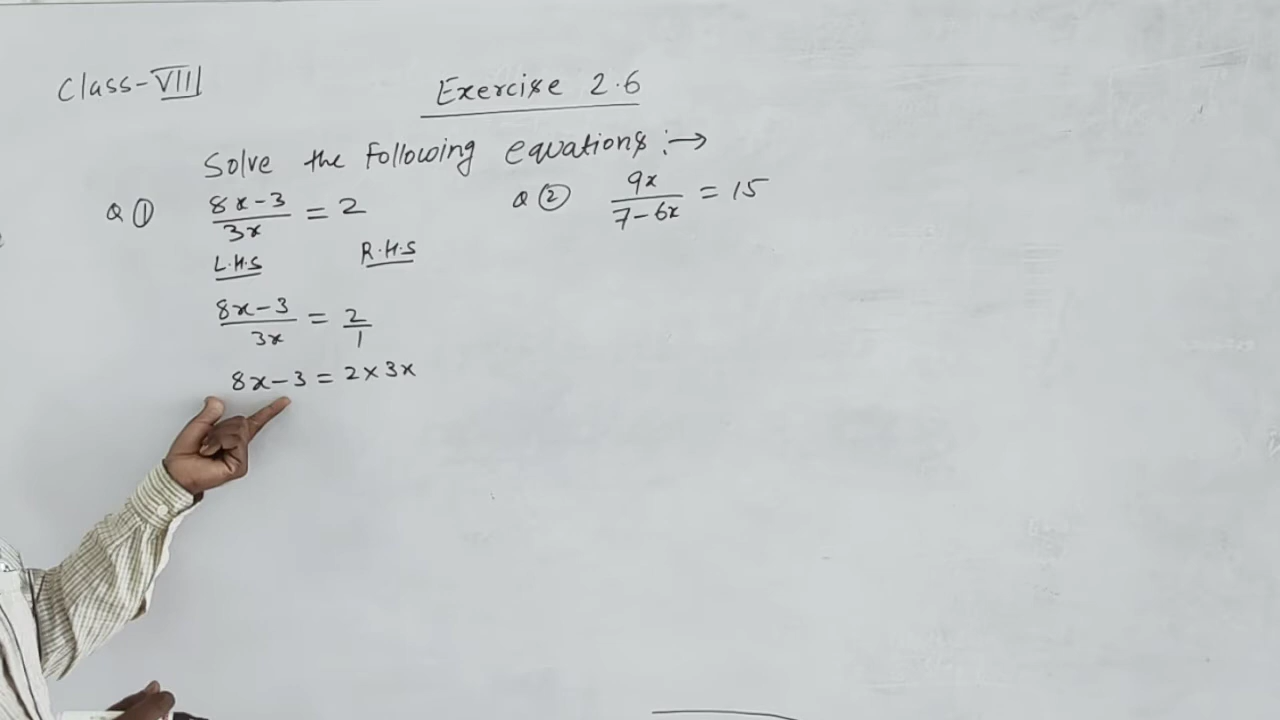 Class-VIII
Exercise 2.6
Solve the Following equations :→
Q ① (8x-3)/3x = 2
L.H.S R.H.S
(8x-3)/3x = 2/1
8x-3 = 2×3x
Q ② 9x/(7-6x) = 15